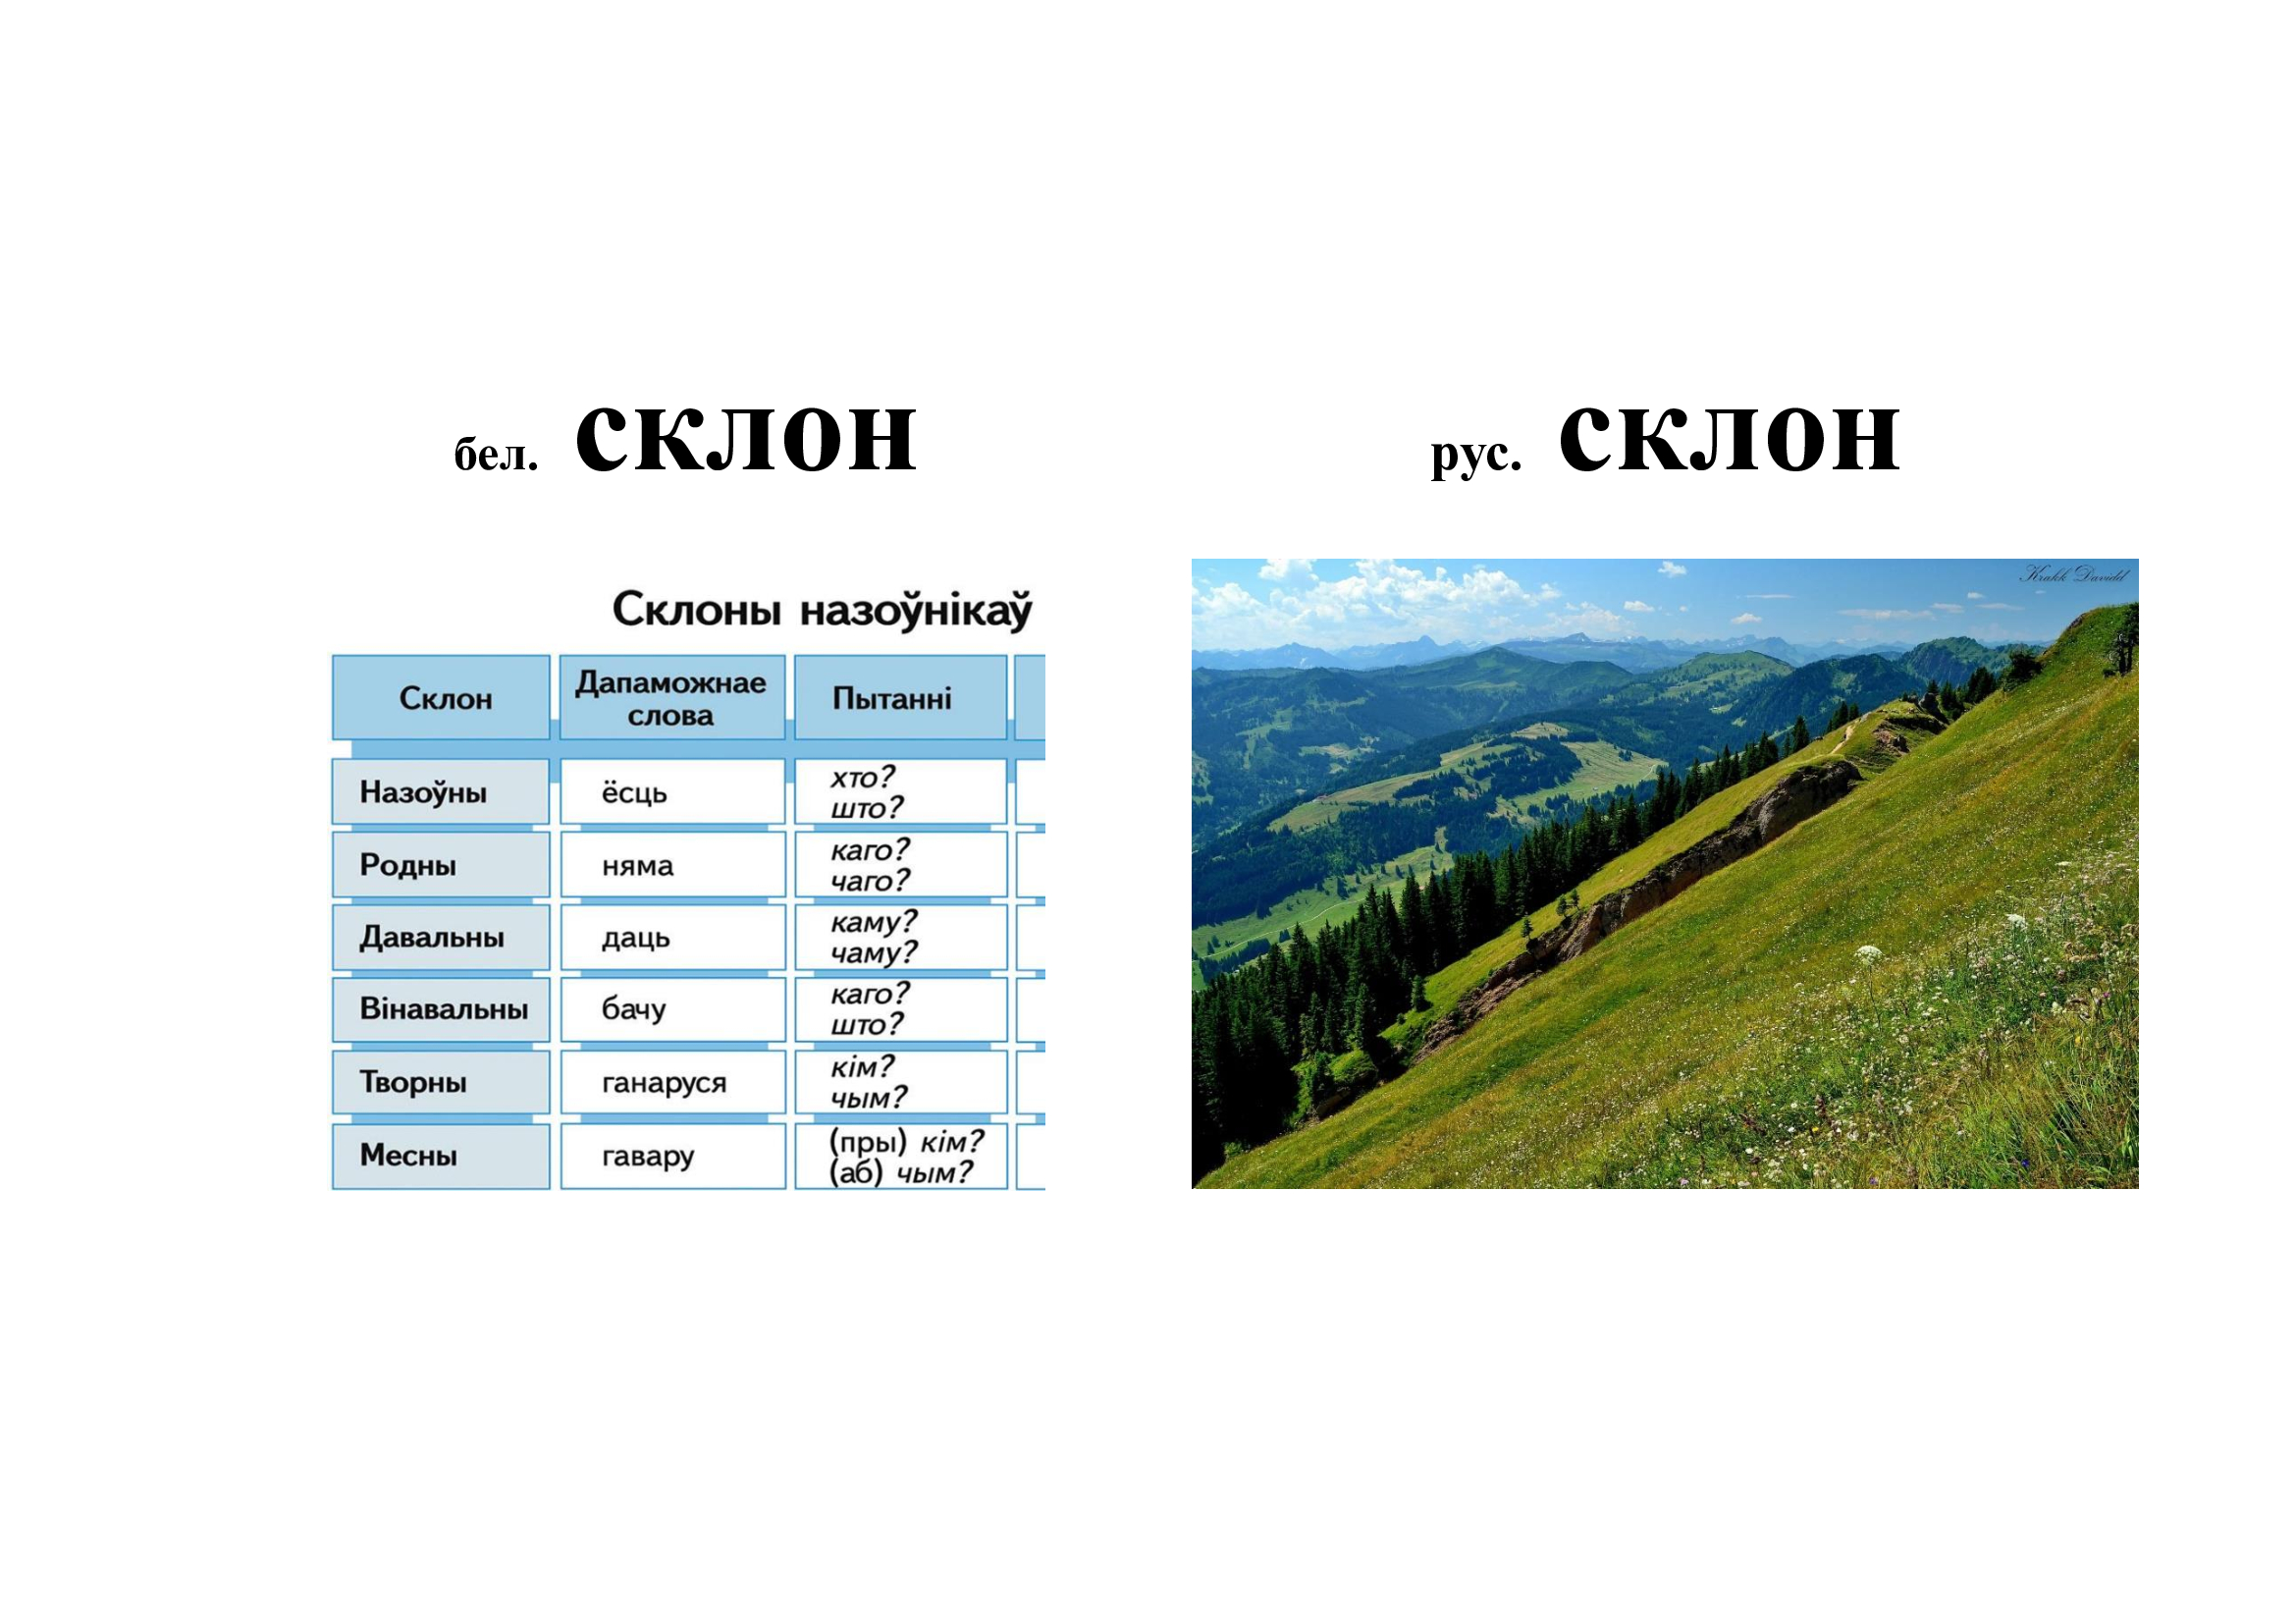 бел. склон
рус. склон
Склоны назоўнікаў
Склон Дапаможнае слова Пытанні
Назоўны ёсць хто? што?
Родны няма каго? чаго?
Давальны даць каму? чаму?
Вінавальны бачу каго? што?
Творны ганаруся кім? чым?
Месны гавару (пры) кім? (аб) чым?
Krakk Davidd